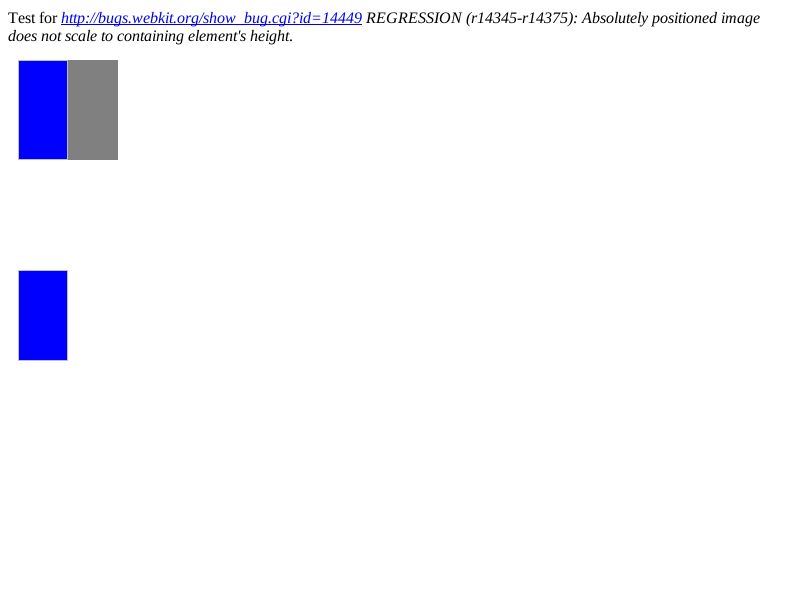 Test for http://bugs.webkit.org/show_bug.cgi?id=14449 REGRESSION (r14345-r14375): Absolutely positioned image
does not scale to containing element's height.